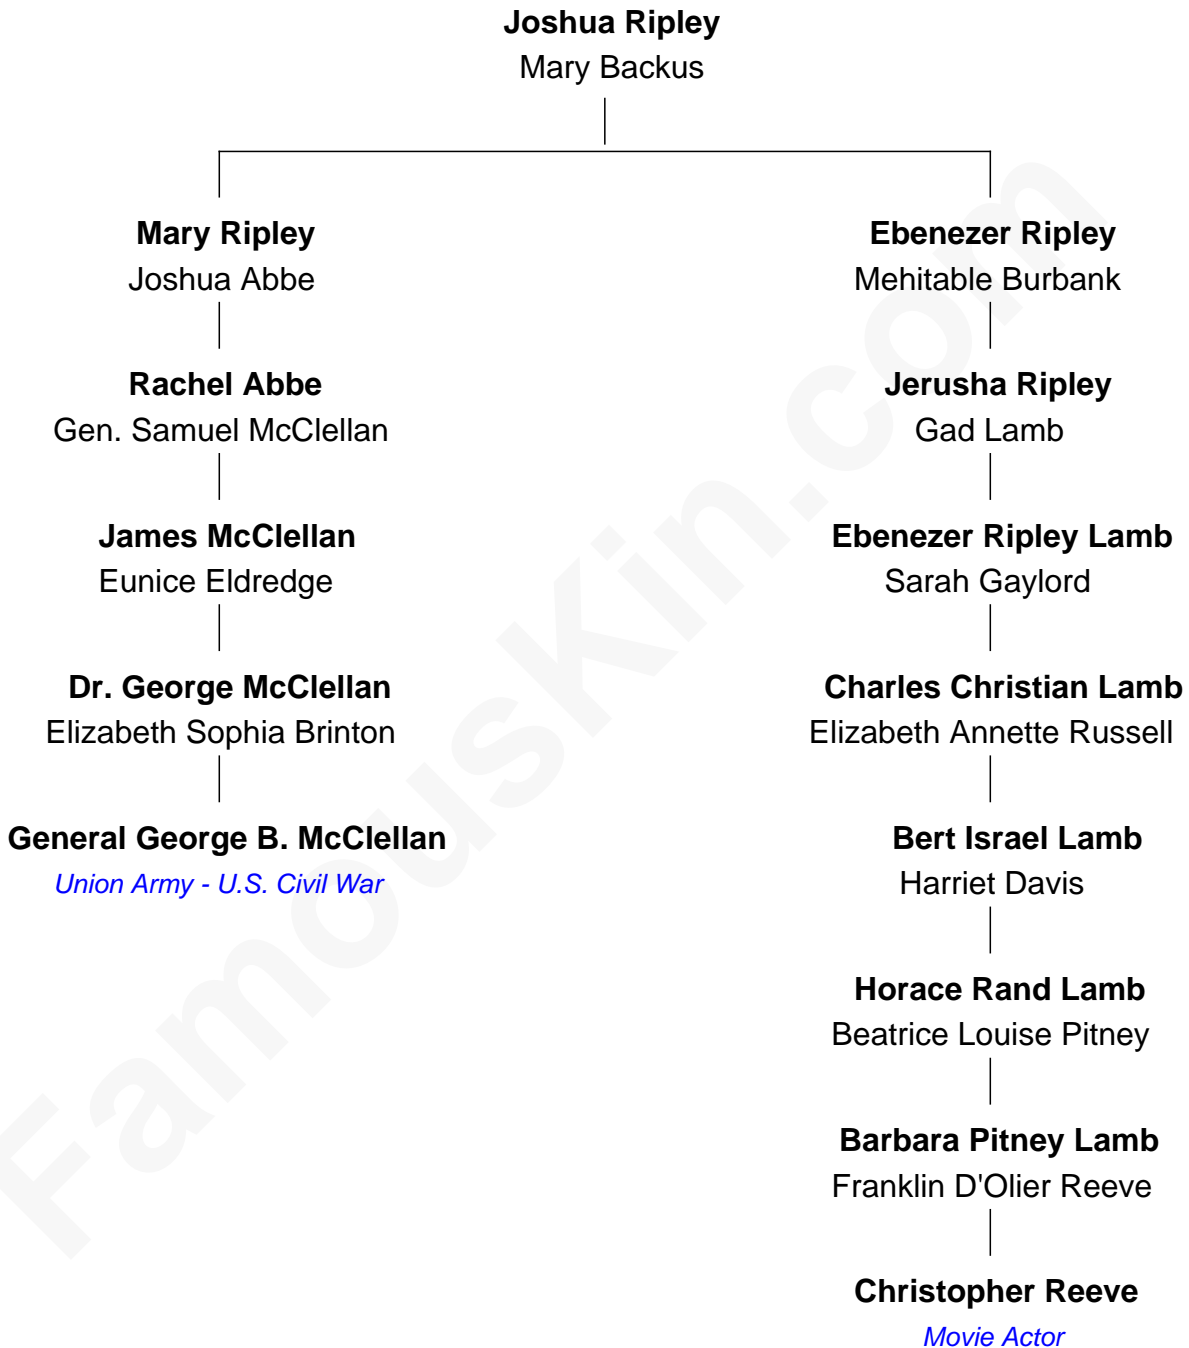 Joshua Ripley
Mary Backus
Mary Ripley
Joshua Abbe
Rachel Abbe
Gen. Samuel McClellan
James McClellan
Eunice Eldredge
Dr. George McClellan
Elizabeth Sophia Brinton
General George B. McClellan
Union Army - U.S. Civil War
Ebenezer Ripley
Mehitable Burbank
Jerusha Ripley
Gad Lamb
Ebenezer Ripley Lamb
Sarah Gaylord
Charles Christian Lamb
Elizabeth Annette Russell
Bert Israel Lamb
Harriet Davis
Horace Rand Lamb
Beatrice Louise Pitney
Barbara Pitney Lamb
Franklin D'Olier Reeve
Christopher Reeve
Movie Actor
FamousKin.com